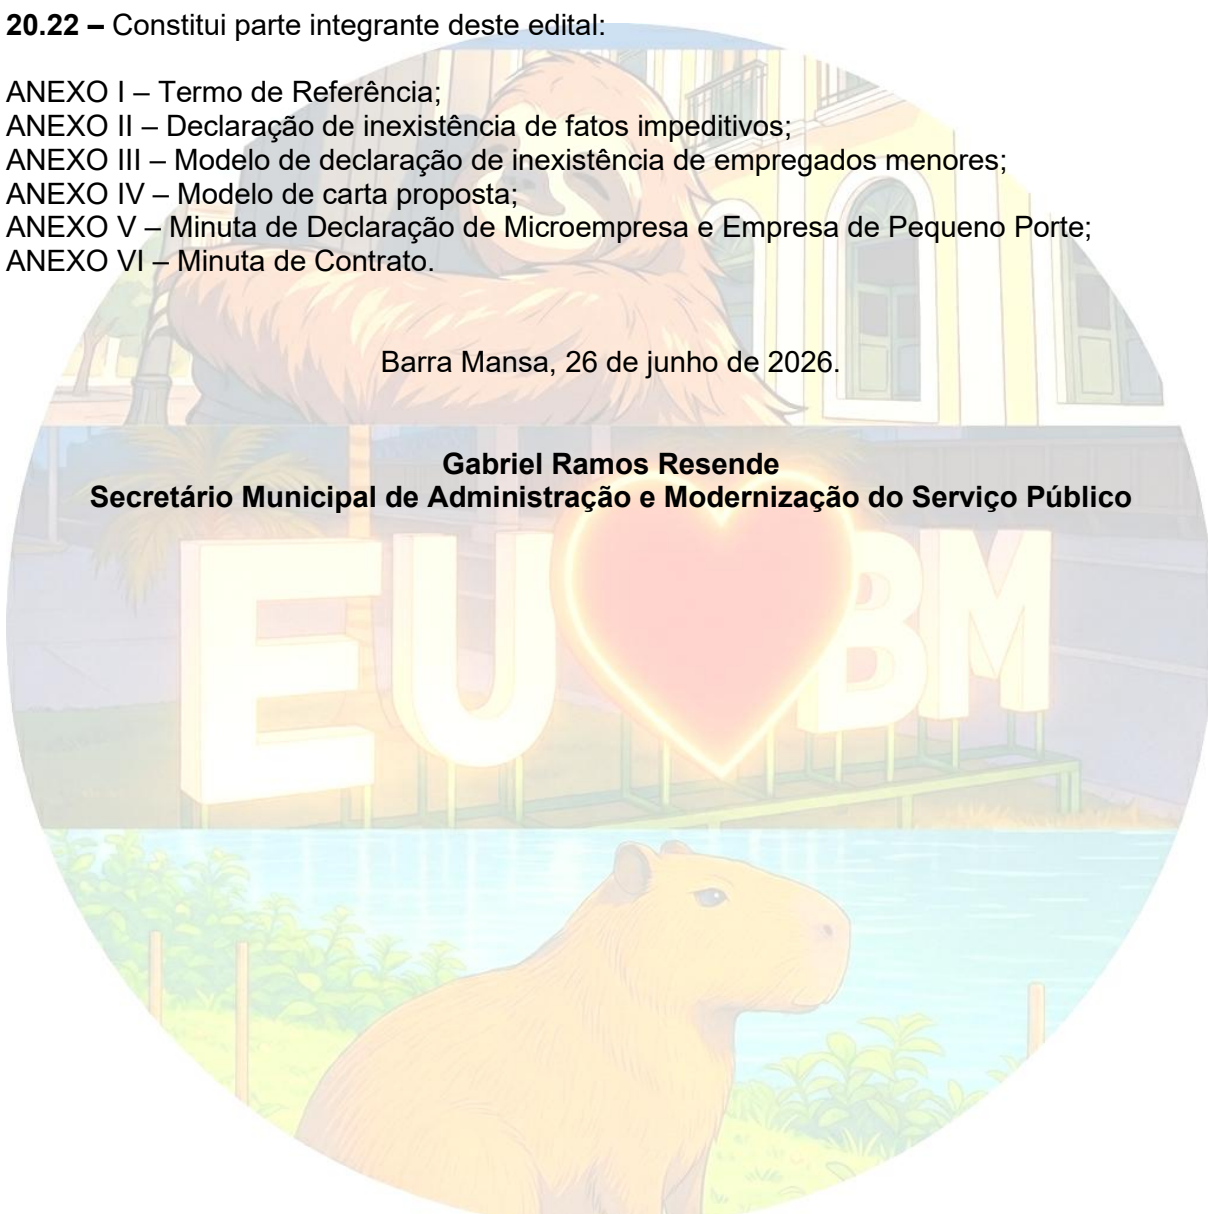 20.22 – Constitui parte integrante deste edital:
ANEXO I – Termo de Referência;
ANEXO II – Declaração de inexistência de fatos impeditivos;
ANEXO III – Modelo de declaração de inexistência de empregados menores;
ANEXO IV – Modelo de carta proposta;
ANEXO V – Minuta de Declaração de Microempresa e Empresa de Pequeno Porte;
ANEXO VI – Minuta de Contrato.
Barra Mansa, 26 de junho de 2026.
Gabriel Ramos Resende
Secretário Municipal de Administração e Modernização do Serviço Público
EU BM